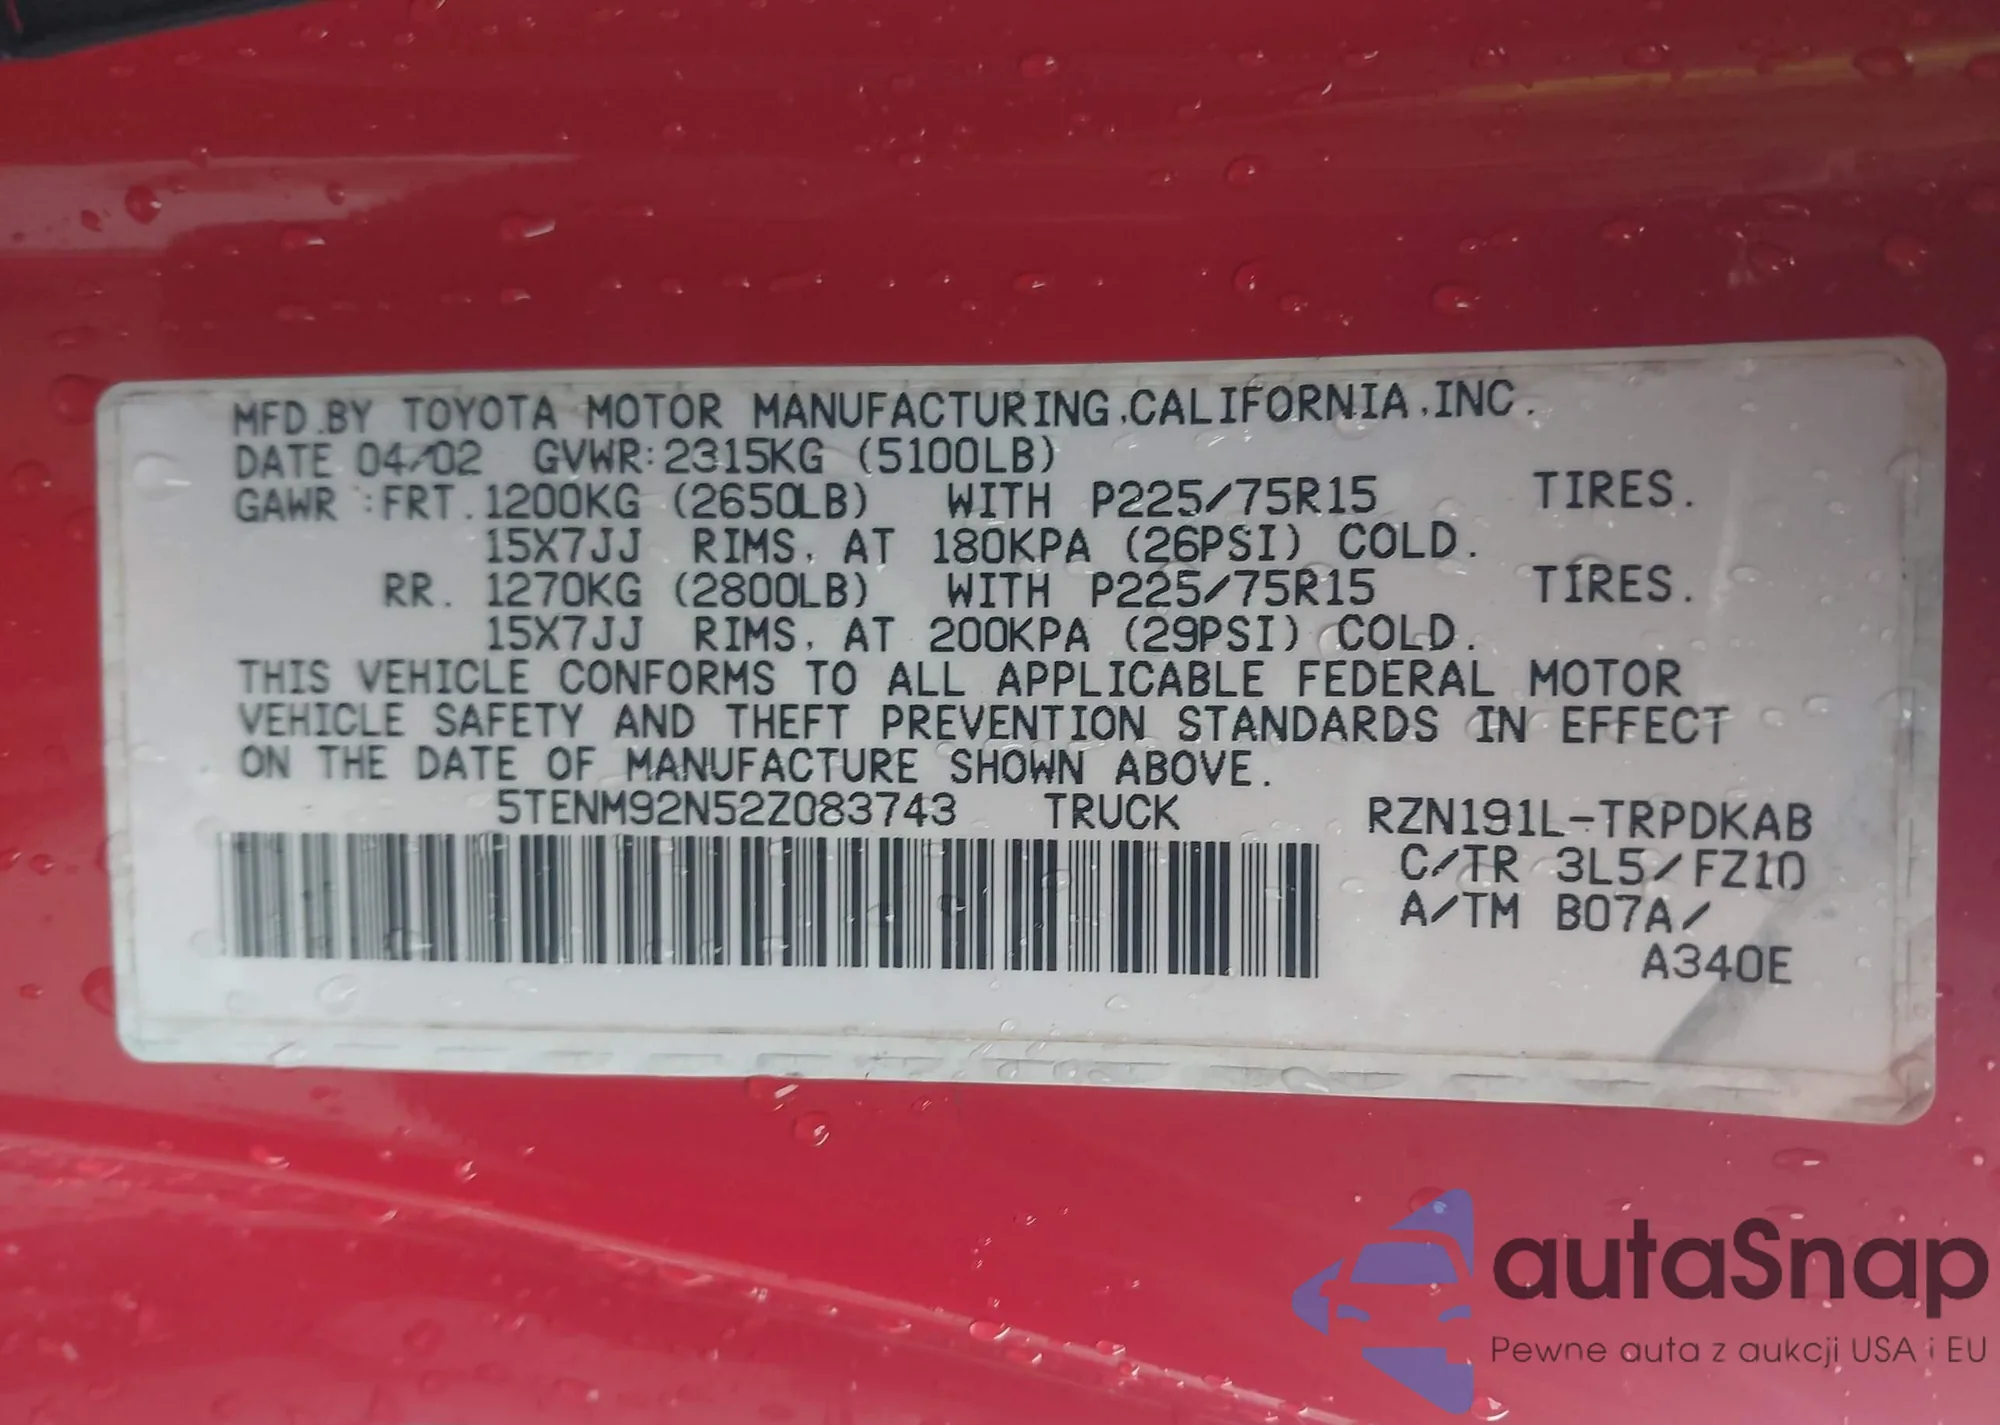 MFD.BY TOYOTA MOTOR MANUFACTURING,CALIFORNIA,INC.
DATE 04/02 GVWR:2315KG (5100LB)
GAWR :FRT. 1200KG (2650LB) WITH P225/75R15 TIRES.
15X7JJ RIMS, AT 180KPA (26PSI) COLD.
RR. 1270KG (2800LB) WITH P225/75R15 TIRES.
15X7JJ RIMS, AT 200KPA (29PSI) COLD.
THIS VEHICLE CONFORMS TO ALL APPLICABLE FEDERAL MOTOR
VEHICLE SAFETY AND THEFT PREVENTION STANDARDS IN EFFECT
ON THE DATE OF MANUFACTURE SHOWN ABOVE.
5TENM92N52Z083743 TRUCK RZN191L-TRPDKAB
C/TR 3L5/FZ10
A/TM B07A/
A340E
autaSnap
Pewne auta z aukcji USA i EU